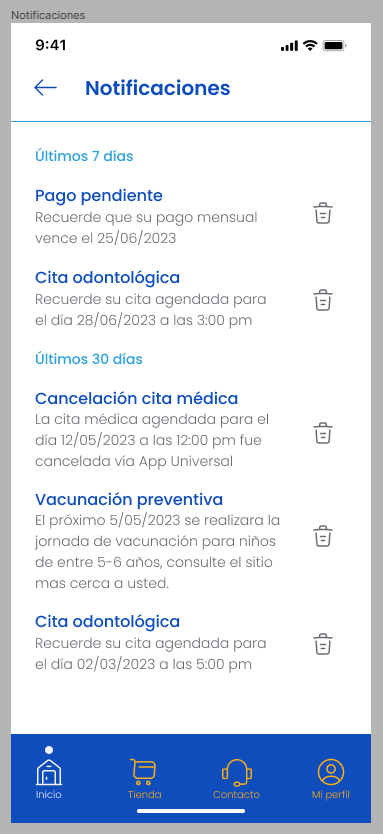 Notificaciones
9:41
Notificaciones
Últimos 7 días
Pago pendiente
Recuerde que su pago mensual
vence el 25/06/2023
Cita odontológica
Recuerde su cita agendada para
el día 28/06/2023 a las 3:00 pm
Últimos 30 días
Cancelación cita médica
La cita médica agendada para el
día 12/05/2023 a las 12:00 pm fue
cancelada vía App Universal
Vacunación preventiva
El próximo 5/05/2023 se realizara la
jornada de vacunación para niños
de entre 5-6 años, consulte el sitio
mas cerca a usted.
Cita odontológica
Recuerde su cita agendada para
el día 02/03/2023 a las 5:00 pm
Inicio Tienda Contacto Mi perfil